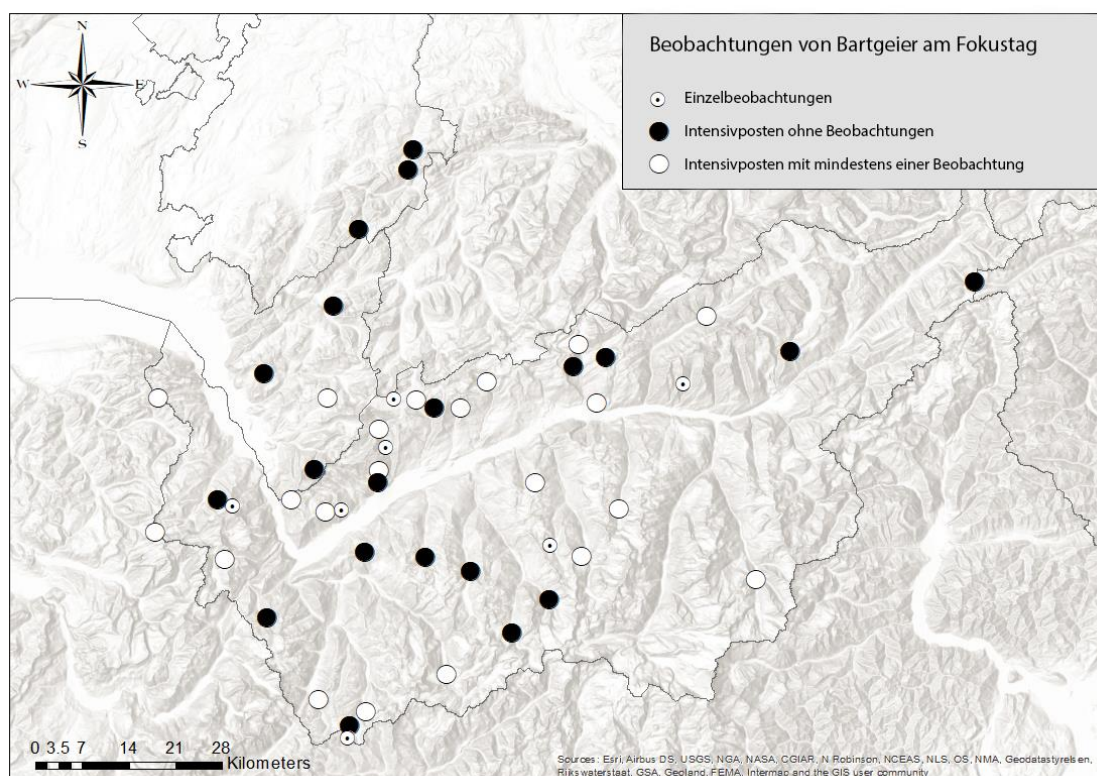 N
W E
S
Beobachtungen von Bartgeier am Fokustag
Einzelbeobachtungen
Intensivposten ohne Beobachtungen
Intensivposten mit mindestens einer Beobachtung
0 3.5 7 14 21 28
Kilometers
Sources: Esri, Airbus DS, USGS, NGA, NASA, CGIAR, N Robinson, NCEAS, NLS, OS, NMA, Geodatastyrelsen,
Rijkswaterstaat, GSA, Geoland, FEMA, Intermap and the GIS user community